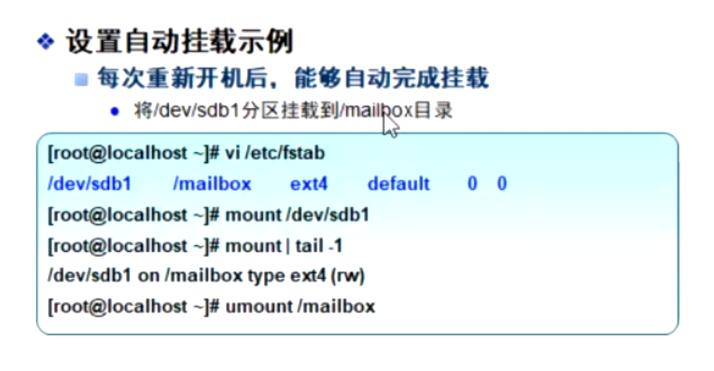 设置自动挂载示例
每次重新开机后，能够自动完成挂载
将/dev/sdb1分区挂载到/mailbox目录
[root@localhost ~]# vi /etc/fstab
/dev/sdb1 /mailbox ext4 default 0 0
[root@localhost ~]# mount /dev/sdb1
[root@localhost ~]# mount | tail -1
/dev/sdb1 on /mailbox type ext4 (rw)
[root@localhost ~]# umount /mailbox